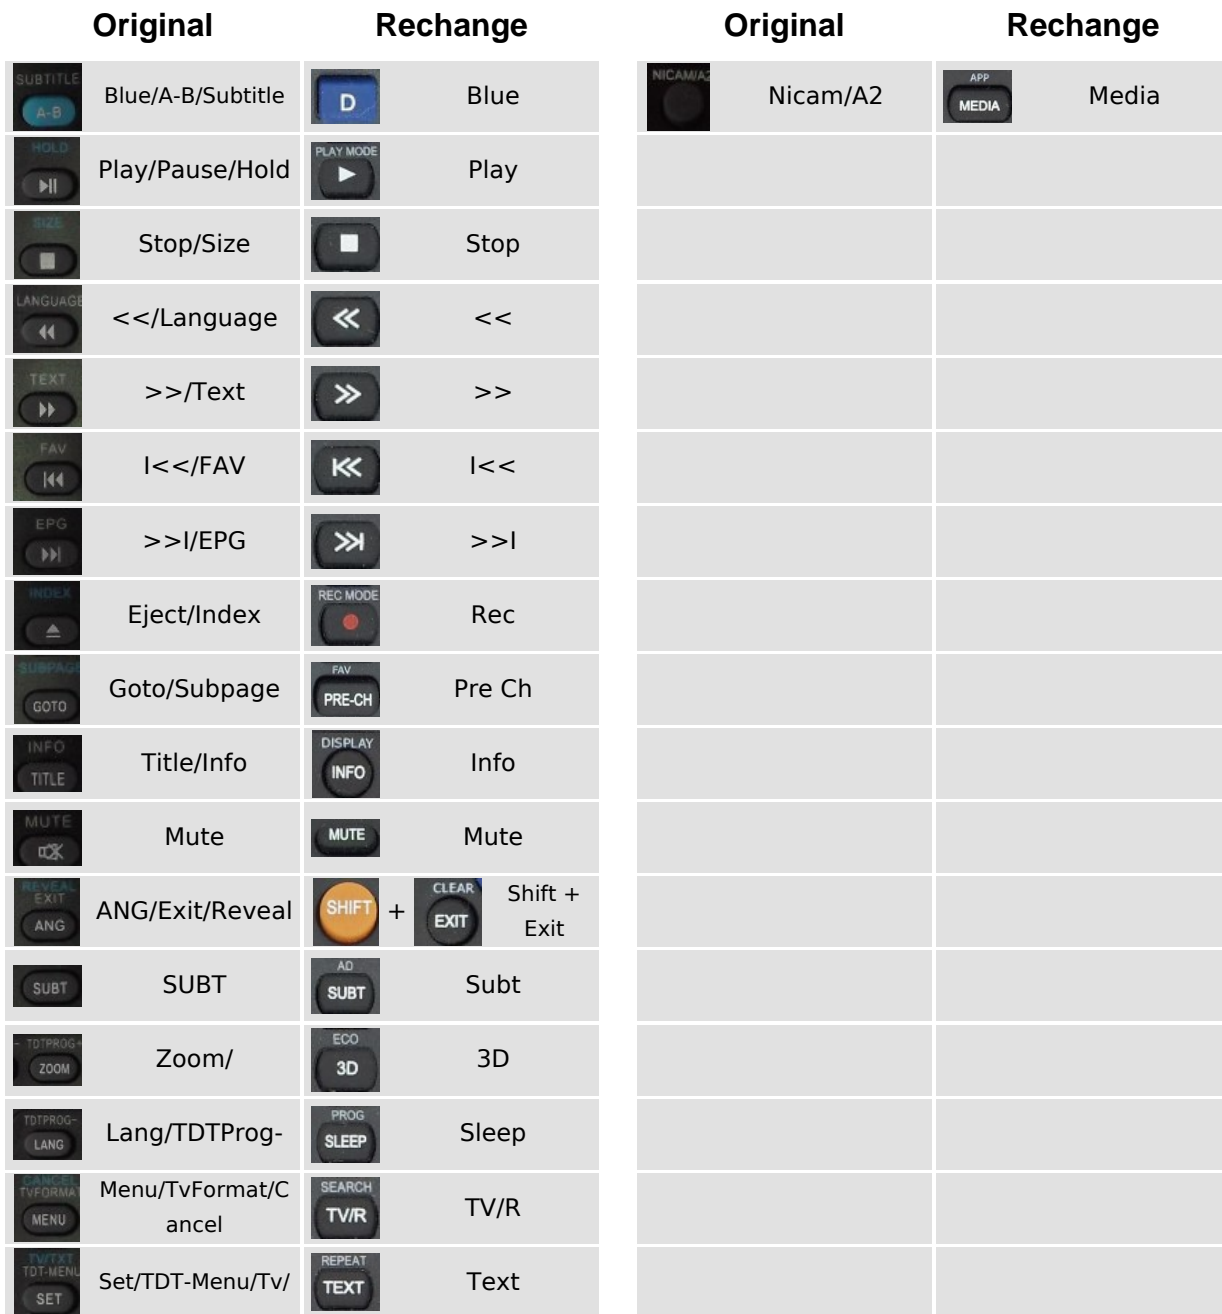 Original Rechange Original Rechange
SUBTITLE
A-B Blue/A-B/Subtitle D Blue
NICAM/A2 Nicam/A2 APP
MEDIA Media
HOLD Play/Pause/Hold PLAY MODE Play
SIZE Stop/Size Stop
LANGUAGE <</Language <<
TEXT >>/Text >>
FAV I<</FAV I<<
EPG >>I/EPG >>I
INDEX Eject/Index REC MODE Rec
SUBPAGE
GOTO Goto/Subpage FAV
PRE-CH Pre Ch
INFO
TITLE Title/Info DISPLAY
INFO Info
MUTE Mute MUTE Mute
REVEAL
EXIT
ANG ANG/Exit/Reveal SHIFT + CLEAR
EXIT Shift +
Exit
SUBT SUBT AD
SUBT Subt
- TDTPROG+
ZOOM Zoom/ ECO
3D 3D
TDTPROG-
LANG Lang/TDTProg- PROG
SLEEP Sleep
CANCEL
TVFORMAT
MENU Menu/TvFormat/C
ancel SEARCH
TV/R TV/R
TV/TXT
TDT-MENU
SET Set/TDT-Menu/Tv/ REPEAT
TEXT Text